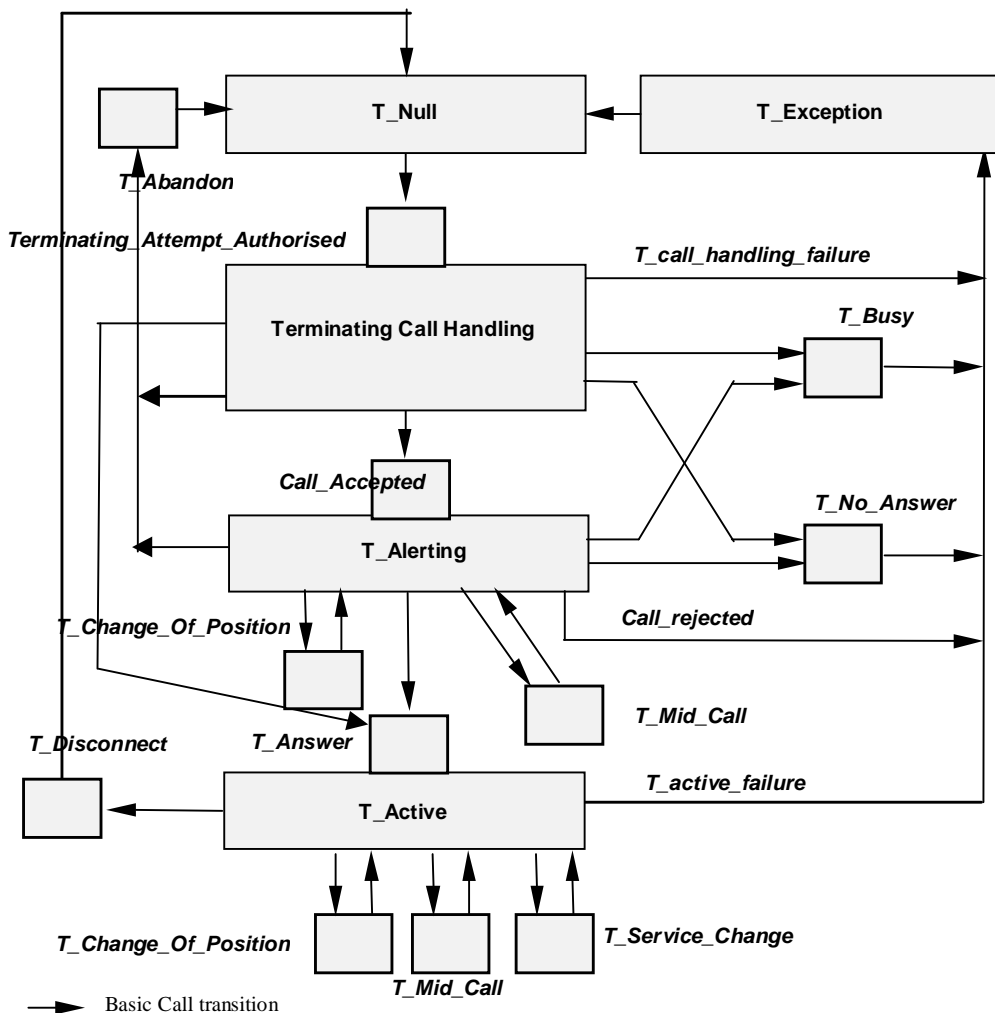 T_Null
T_Exception
T_Abandon
Terminating_Attempt_Authorised
T_call_handling_failure
T_Busy
Terminating Call Handling
Call_Accepted
T_No_Answer
T_Alerting
T_Change_Of_Position
Call_rejected
T_Mid_Call
T_Disconnect
T_Answer
T_active_failure
T_Active
T_Change_Of_Position
T_Service_Change
T_Mid_Call
Basic Call transition